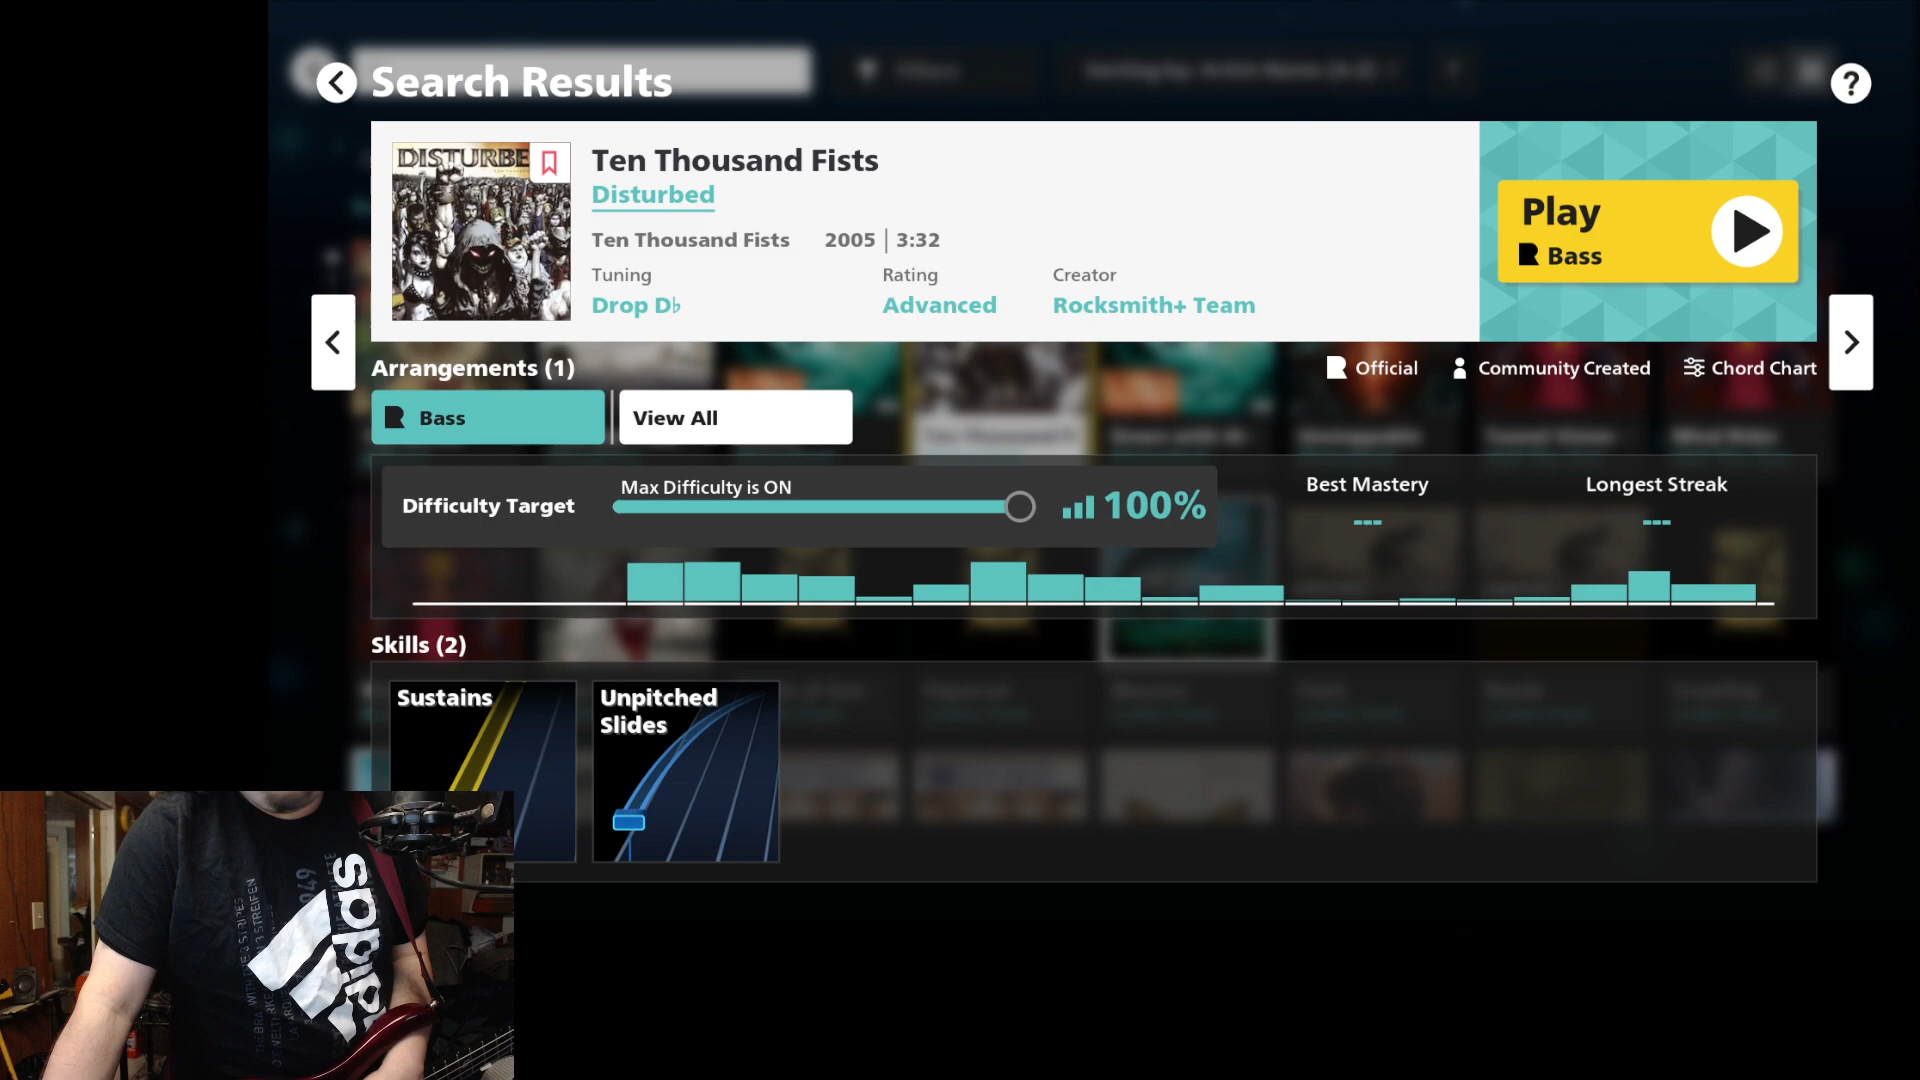 Search Results
?
DISTURBE
Ten Thousand Fists
Disturbed
Ten Thousand Fists 2005 | 3:32
Tuning Rating Creator
Drop D♭ Advanced Rocksmith+ Team
Play
Bass
Arrangements (1)
Official Community Created Chord Chart
Bass View All
Max Difficulty is ON
Difficulty Target 100%
Best Mastery Longest Streak
--- ---
Skills (2)
Sustains
Unpitched
Slides
adidas